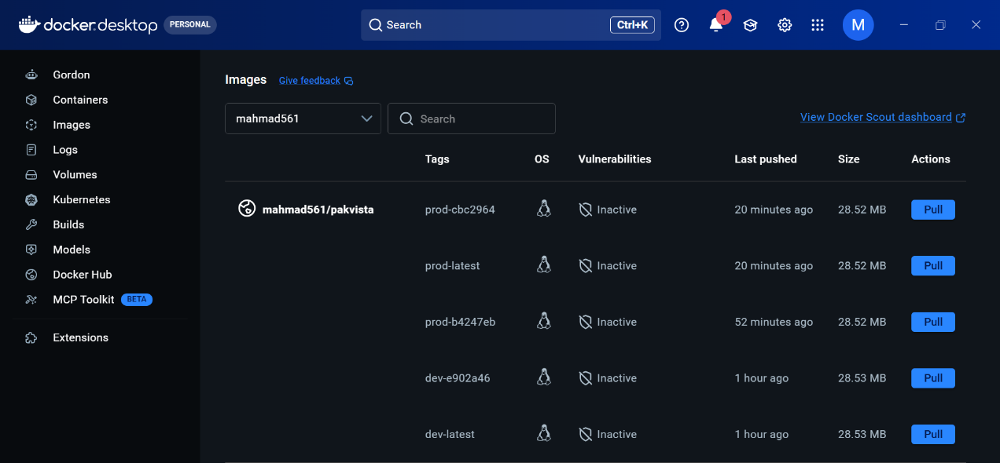 docker.desktop PERSONAL
Search Ctrl+K
1
M
Gordon
Containers
Images
Logs
Volumes
Kubernetes
Builds
Models
Docker Hub
MCP Toolkit BETA
Extensions
Images Give feedback
mahmad561
Search
View Docker Scout dashboard
Tags OS Vulnerabilities Last pushed Size Actions
mahmad561/pakvista prod-cbc2964 Inactive 20 minutes ago 28.52 MB Pull
prod-latest Inactive 20 minutes ago 28.52 MB Pull
prod-b4247eb Inactive 52 minutes ago 28.52 MB Pull
dev-e902a46 Inactive 1 hour ago 28.53 MB Pull
dev-latest Inactive 1 hour ago 28.53 MB Pull